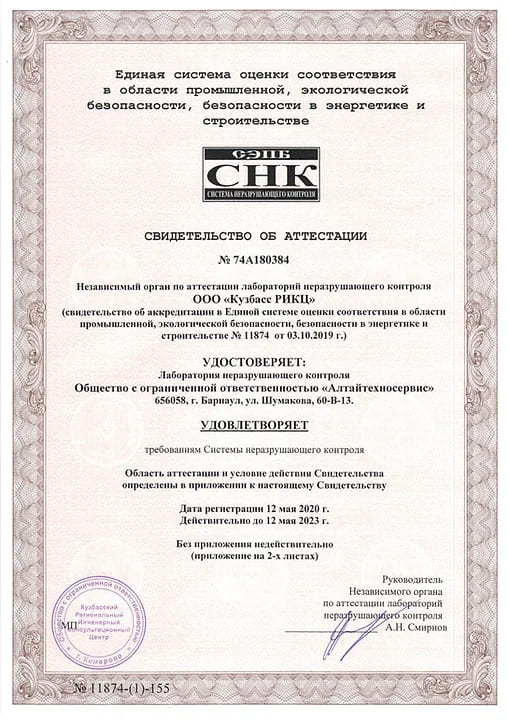 Единая система оценки соответствия
в области промышленной, экологической
безопасности, безопасности в энергетике и
строительстве
СЭПБ
СНК
СИСТЕМА НЕРАЗРУШАЮЩЕГО КОНТРОЛЯ
СВИДЕТЕЛЬСТВО ОБ АТТЕСТАЦИИ
№ 74А180384
Независимый орган по аттестации лабораторий неразрушающего контроля
ООО «Кузбасс РИКЦ»
(свидетельство об аккредитации в Единой системе оценки соответствия в области
промышленной, экологической безопасности, безопасности в энергетике и
строительстве № 11874 от 03.10.2019 г.)
УДОСТОВЕРЯЕТ:
Лаборатория неразрушающего контроля
Общество с ограниченной ответственностью «Алтайтехносервис»
656058, г. Барнаул, ул. Шумакова, 60-В-13.
УДОВЛЕТВОРЯЕТ
требованиям Системы неразрушающего контроля
Область аттестации и условие действия Свидетельства
определены в приложении к настоящему Свидетельству
Дата регистрации 12 мая 2020 г.
Действительно до 12 мая 2023 г.
Без приложения недействительно
(приложение на 2-х листах)
Руководитель
Независимого органа
по аттестации лабораторий
неразрушающего контроля
А.Н. Смирнов
МП
Общество с ограниченной ответственностью
Кузбасский
Региональный
Инженерный
Консультационный
Центр
г. Кемерово
№ 11874-(1)-155